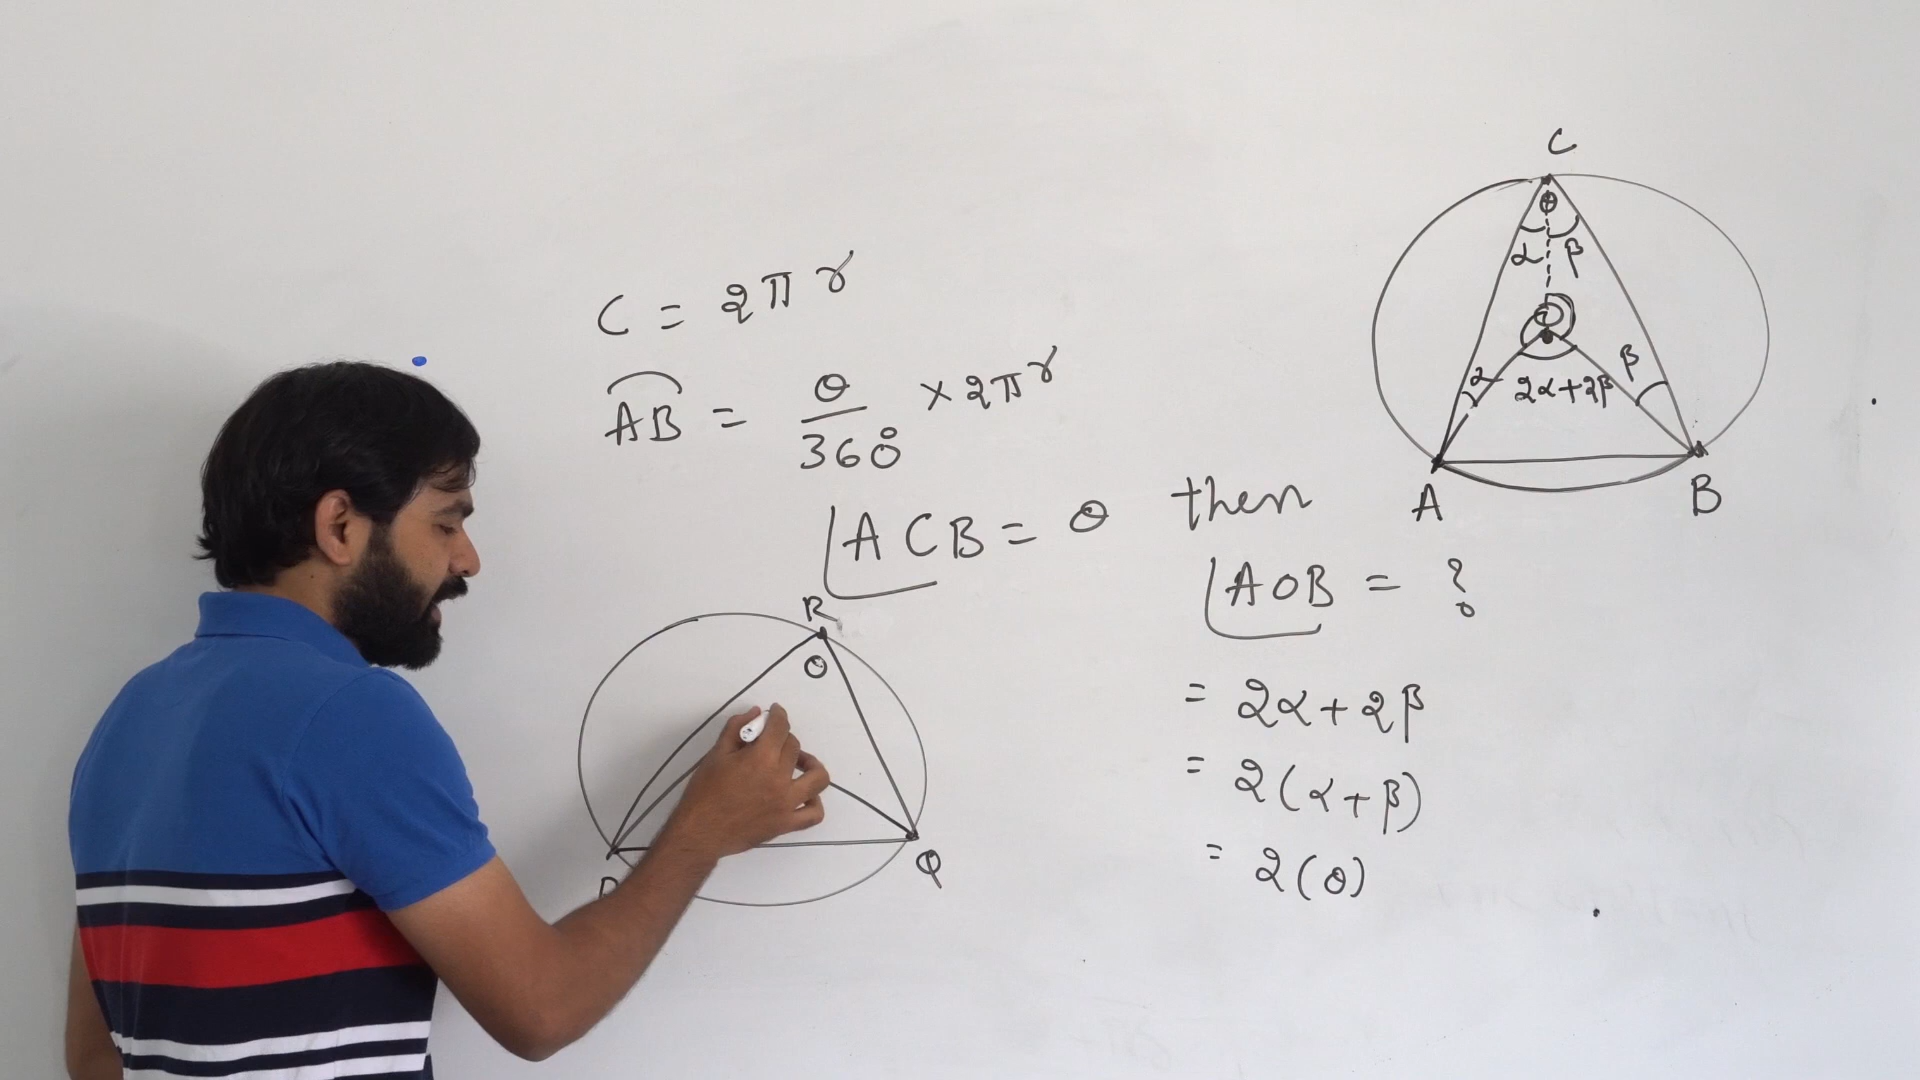 C = 2πr
AB = θ/360° × 2πr
∠ACB = θ then
∠AOB = ?
= 2α + 2β
= 2(α + β)
= 2(θ)
C
θ
α β
α 2α+2β β
A B
R
θ
Q